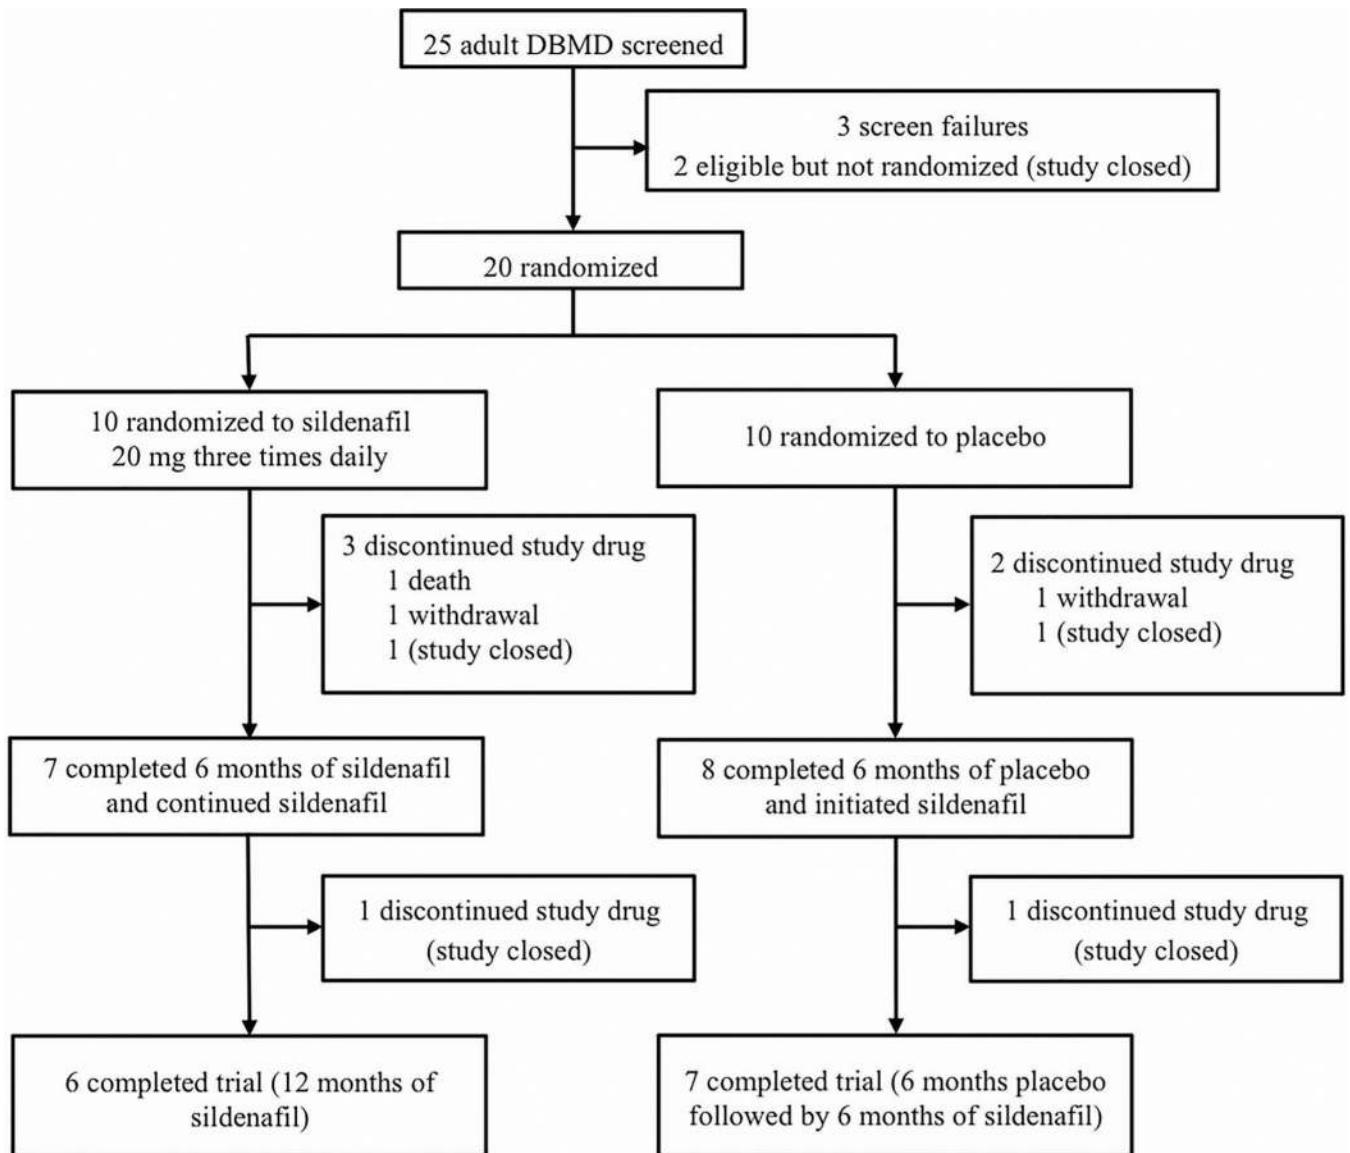 25 adult DBMD screened
3 screen failures
2 eligible but not randomized (study closed)
20 randomized
10 randomized to sildenafil
20 mg three times daily
10 randomized to placebo
3 discontinued study drug
1 death
1 withdrawal
1 (study closed)
2 discontinued study drug
1 withdrawal
1 (study closed)
7 completed 6 months of sildenafil
and continued sildenafil
8 completed 6 months of placebo
and initiated sildenafil
1 discontinued study drug
(study closed)
1 discontinued study drug
(study closed)
6 completed trial (12 months of
sildenafil)
7 completed trial (6 months placebo
followed by 6 months of sildenafil)